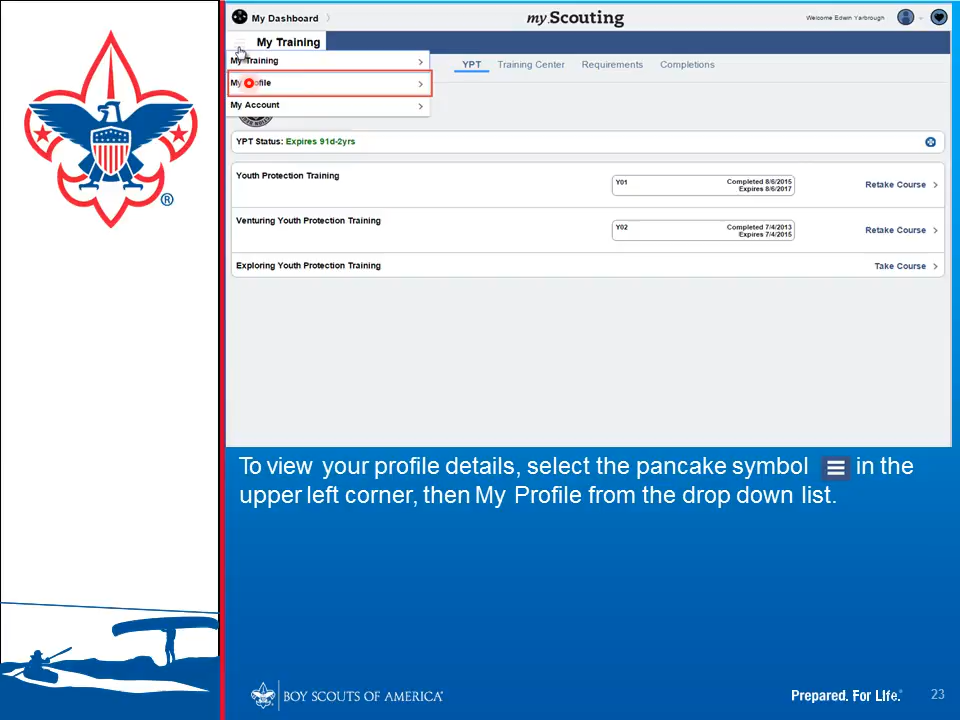 My Dashboard
my.Scouting
Welcome Edwin Yarbrough
My Training
My Training
My Profile
My Account
YPT Training Center Requirements Completions
YPT Status: Expires 91d-2yrs
Youth Protection Training
Y01 Completed 8/6/2015
Expires 8/6/2017
Retake Course
Venturing Youth Protection Training
Y02 Completed 7/4/2013
Expires 7/4/2015
Retake Course
Exploring Youth Protection Training
Take Course
®
To view your profile details, select the pancake symbol in the
upper left corner, then My Profile from the drop down list.
BOY SCOUTS OF AMERICA®
Prepared. For Life.®
23